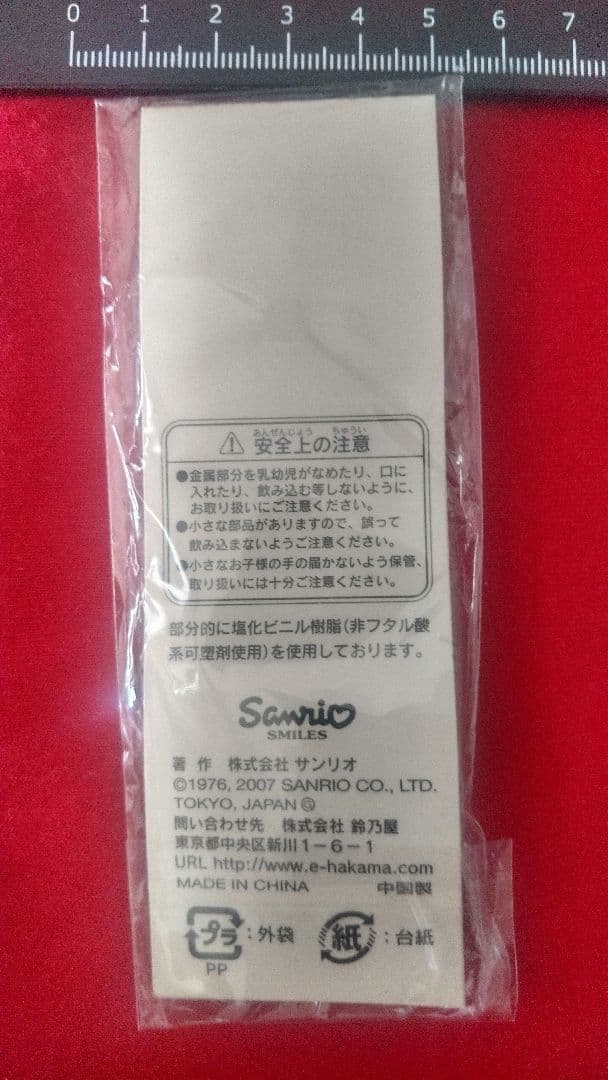 0 1 2 3 4 5 6 7
あんぜんじょう ちゅうい
安全上の注意
●金属部分を乳幼児がなめたり、口に
入れたり、飲み込む等しないように、
お取り扱いにご注意ください。
●小さな部品がありますので、誤って
飲み込まないようご注意ください。
●小さなお子様の手の届かないよう保管、
取り扱いには十分ご注意ください。
部分的に塩化ビニル樹脂(非フタル酸
系可塑剤使用)を使用しております。
Sanrio
SMILES
著 作 株式会社 サンリオ
©1976, 2007 SANRIO CO., LTD.
TOKYO, JAPAN Ⓖ
問い合わせ先 株式会社 鈴乃屋
東京都中央区新川1-6-1
URL http://www.e-hakama.com
MADE IN CHINA 中国製
プラ :外袋 紙 :台紙
PP